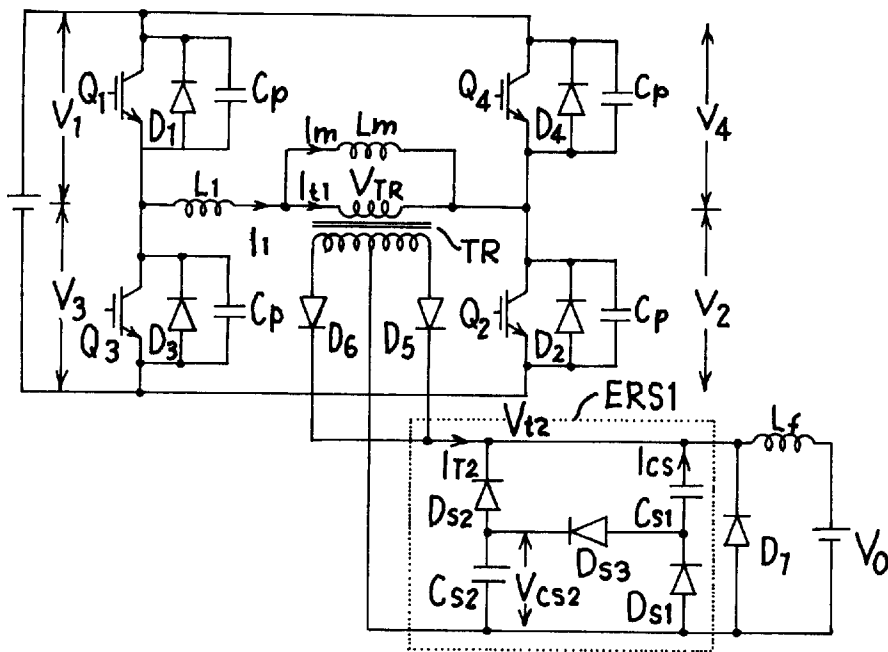 Q1 D1 Cp
Q4 D4 Cp
V1 V4
Im Lm
L1 It1 VTR
I1 TR
V3 V2
Q3 D3 Cp
D6 D5
Q2 D2 Cp
ERS1
Vt2 Lf
IT2 Ics
Ds2 Cs1
Ds3 D7 Vo
Cs2 Vcs2 Ds1